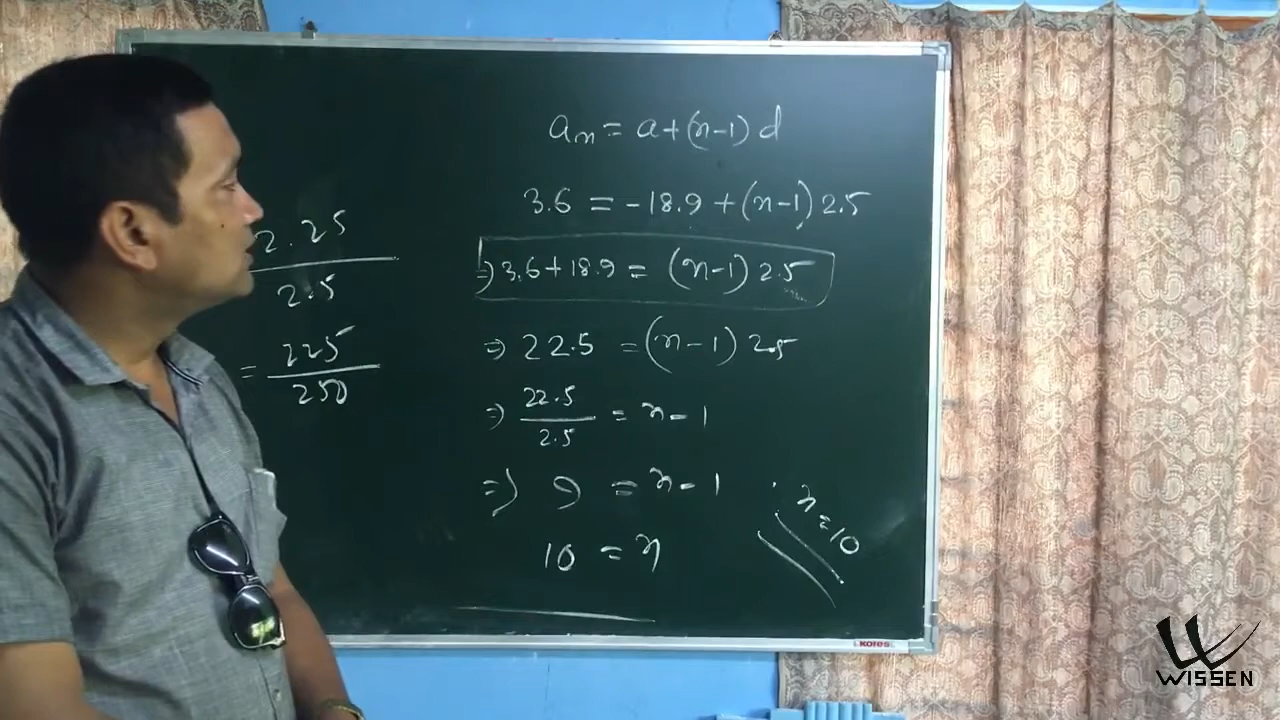 aₙ = a + (n-1) d
3.6 = -18.9 + (n-1) 2.5
⇒ 3.6 + 18.9 = (n-1) 2.5
⇒ 22.5 = (n-1) 2.5
⇒ 22.5/2.5 = n-1
⇒ 9 = n-1
10 = n
n = 10
2.25/2.5
= 225/250
KORES
WISSEN